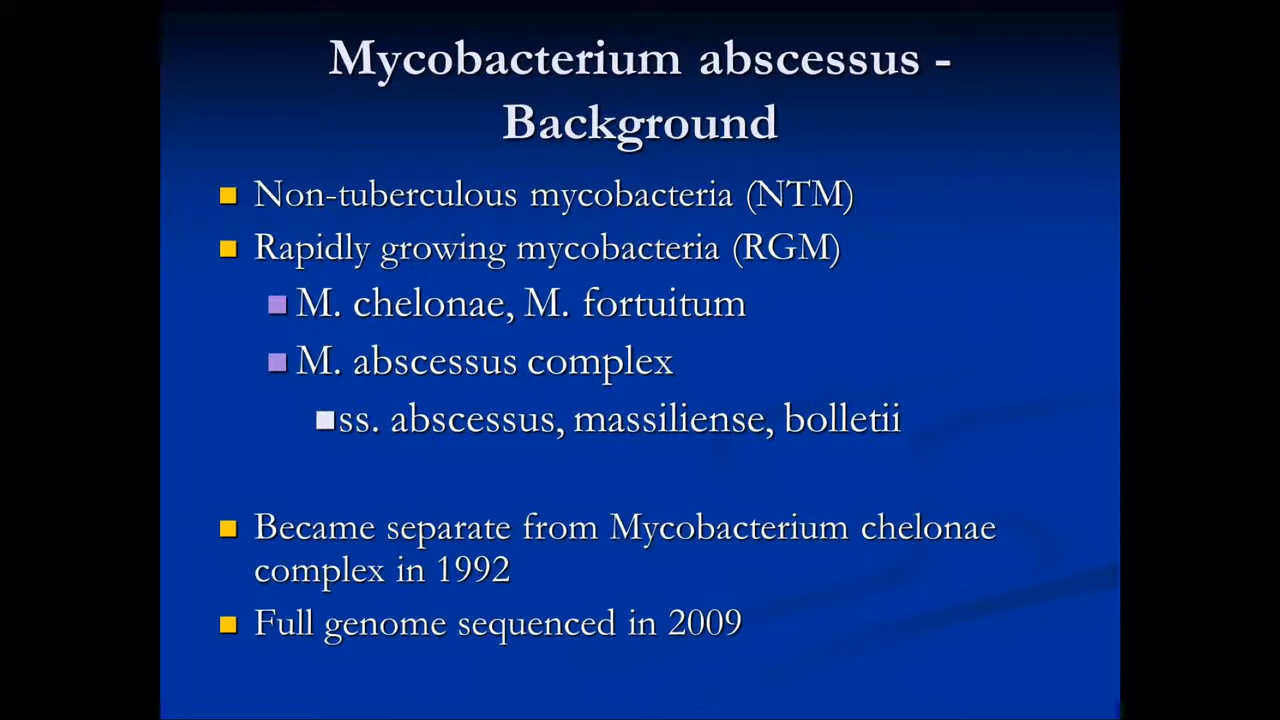 Mycobacterium abscessus -
Background
Non-tuberculous mycobacteria (NTM)
Rapidly growing mycobacteria (RGM)
M. chelonae, M. fortuitum
M. abscessus complex
ss. abscessus, massiliense, bolletii
Became separate from Mycobacterium chelonae
complex in 1992
Full genome sequenced in 2009